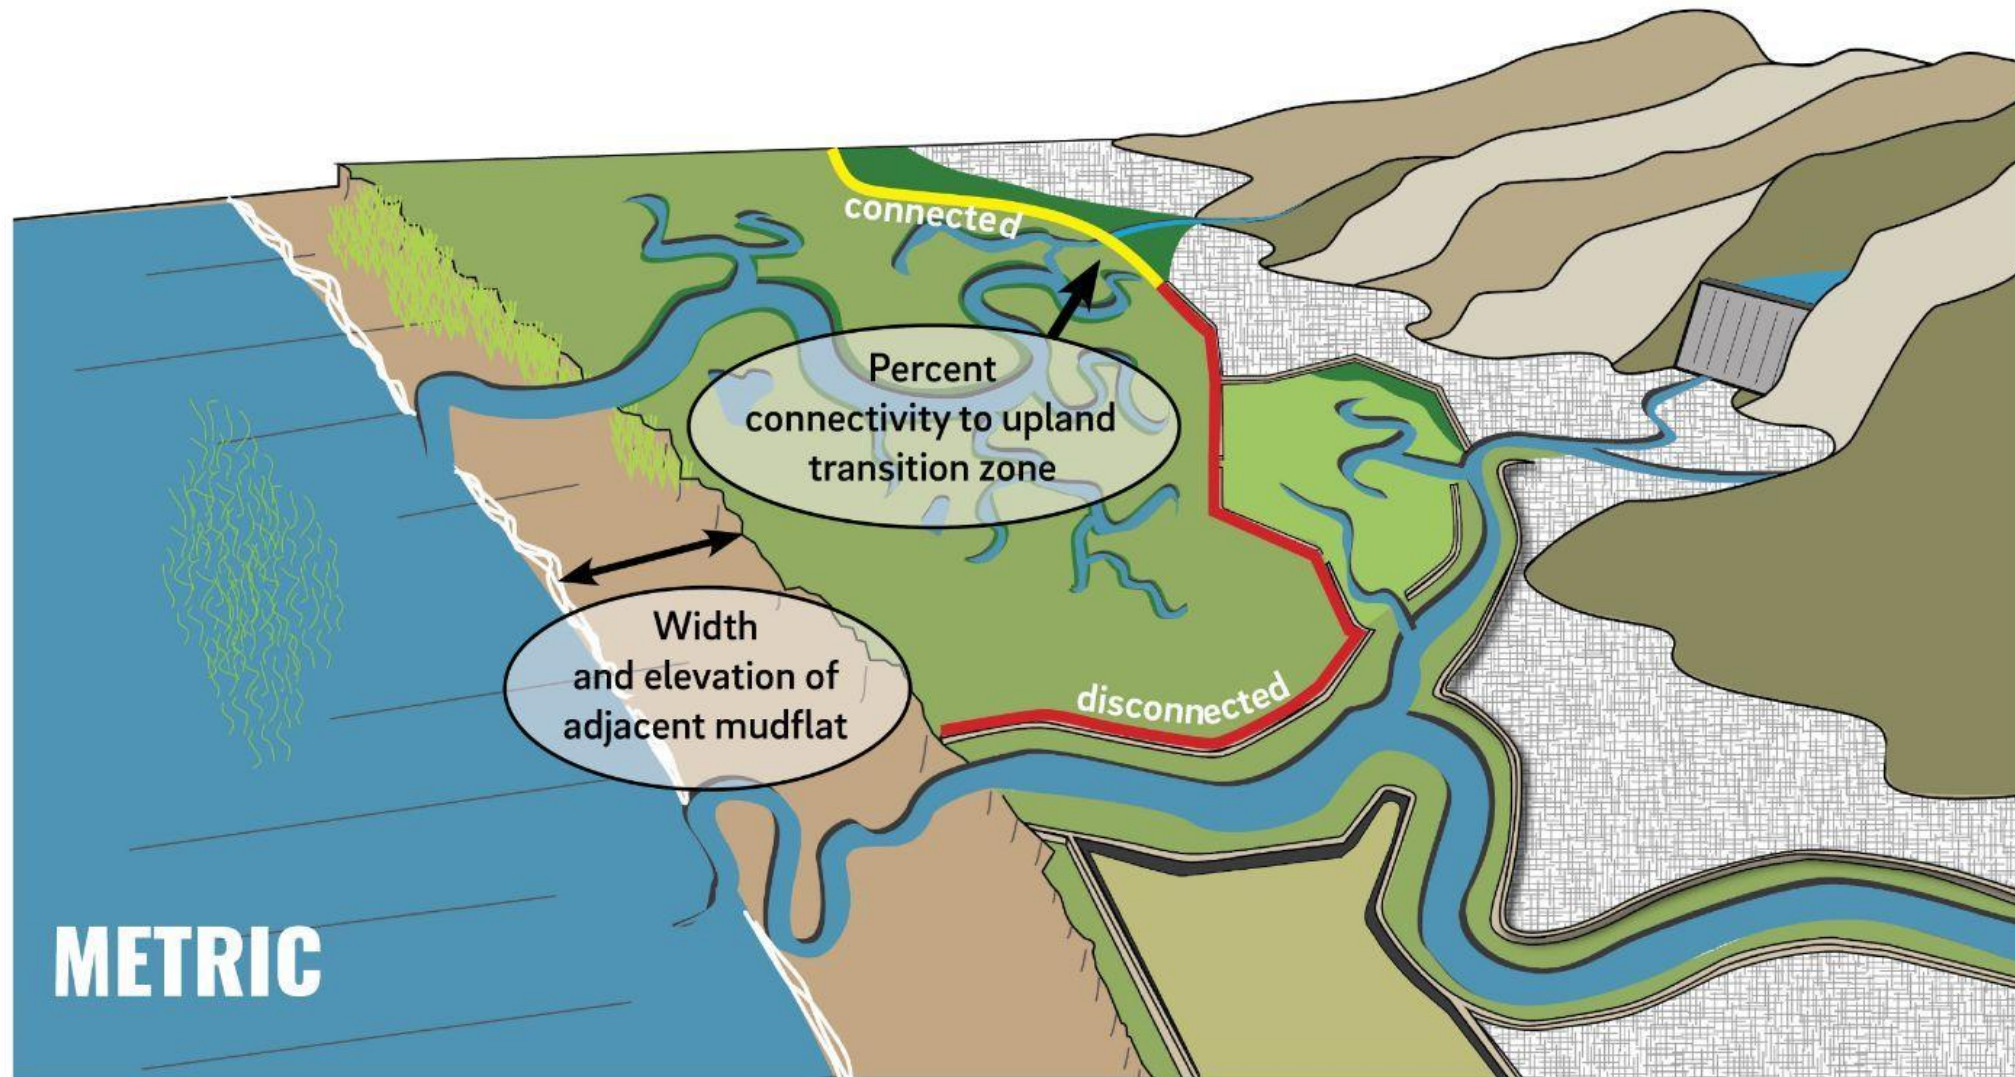 connected
Percent
connectivity to upland
transition zone
Width
and elevation of
adjacent mudflat
disconnected
METRIC